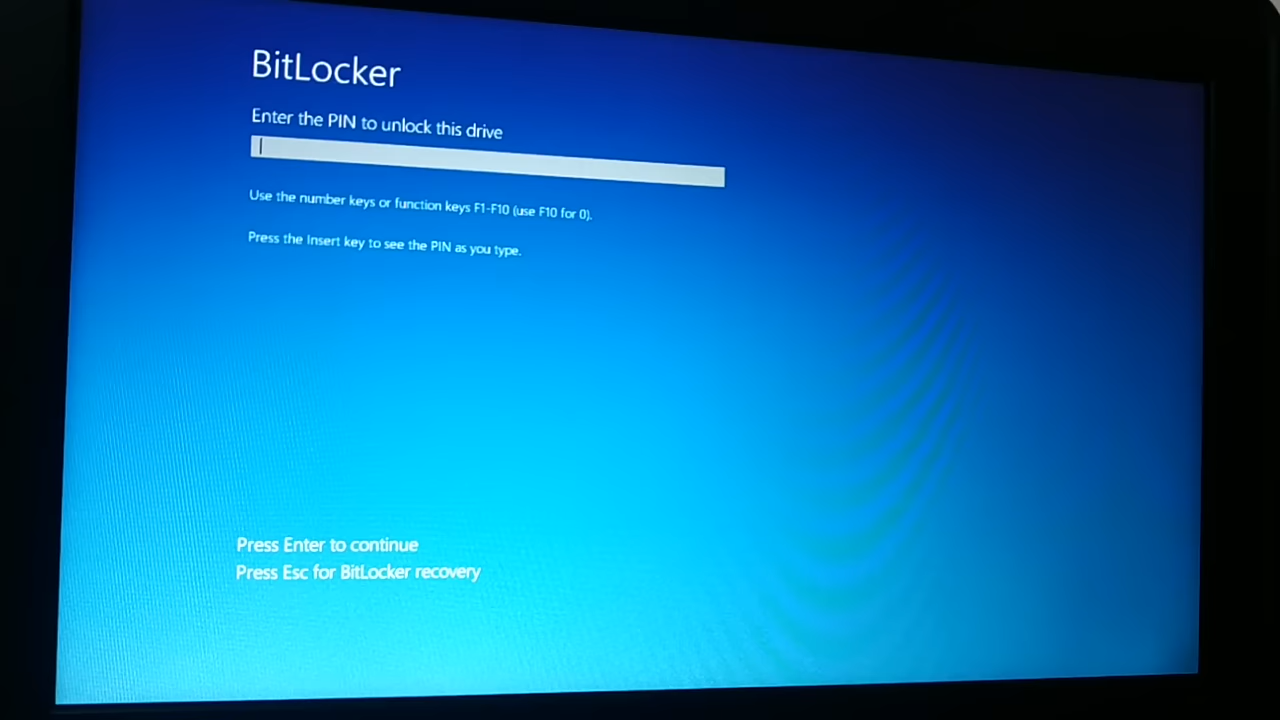 BitLocker
Enter the PIN to unlock this drive
Use the number keys or function keys F1-F10 (use F10 for 0).
Press the Insert key to see the PIN as you type.
Press Enter to continue
Press Esc for BitLocker recovery